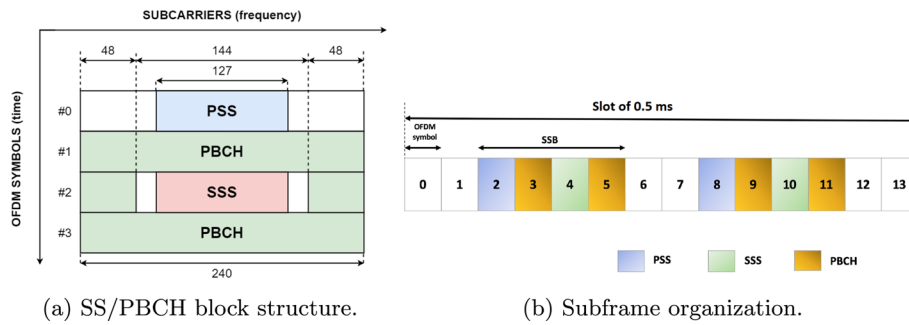 SUBCARRIERS (frequency)
48 144 48
127
OFDM SYMBOLS (time)
#0 PSS
#1 PBCH
#2 SSS
#3 PBCH
240
(a) SS/PBCH block structure.
Slot of 0.5 ms
OFDM
symbol
SSB
0 1 2 3 4 5 6 7 8 9 10 11 12 13
PSS SSS PBCH
(b) Subframe organization.